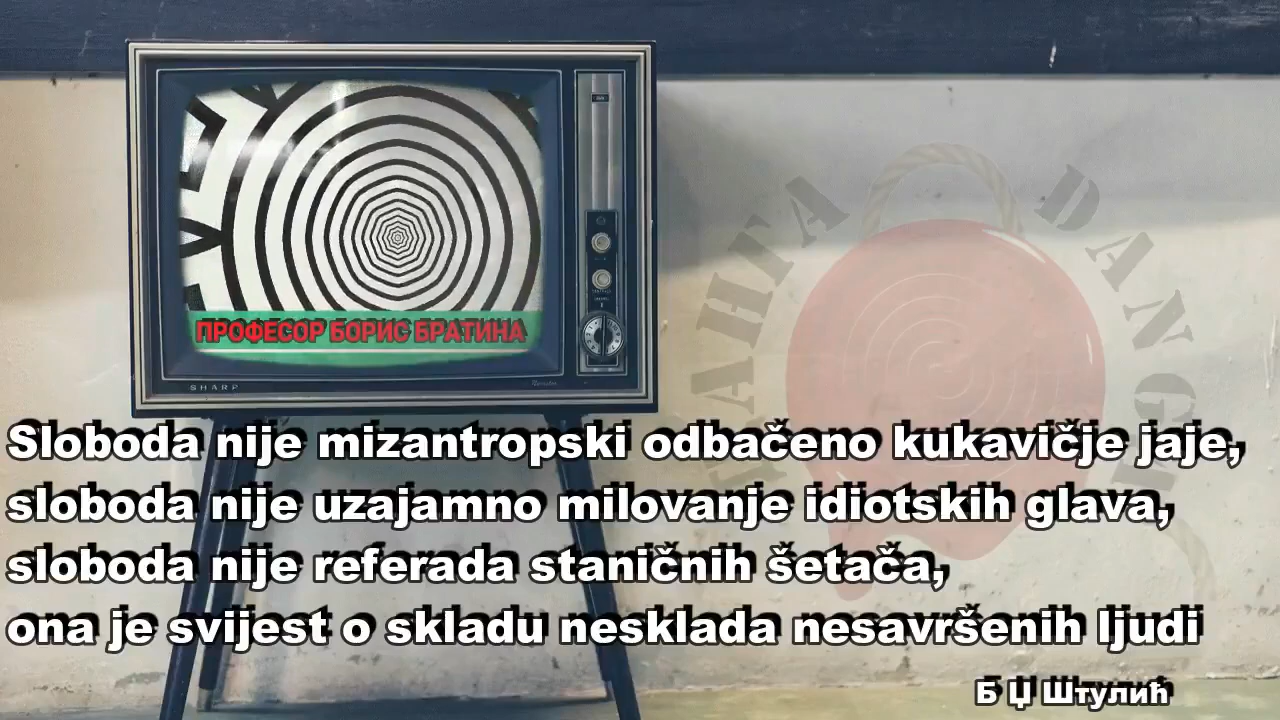 SHARP
ПРОФЕСОР БОРИС БРАТИНА
Sloboda nije mizantropski odbačeno kukavičje jaje,
sloboda nije uzajamno milovanje idiotskih glava,
sloboda nije referada staničnih šetača,
ona je svijest o skladu nesklada nesavršenih ljudi
Б Џ Штулић